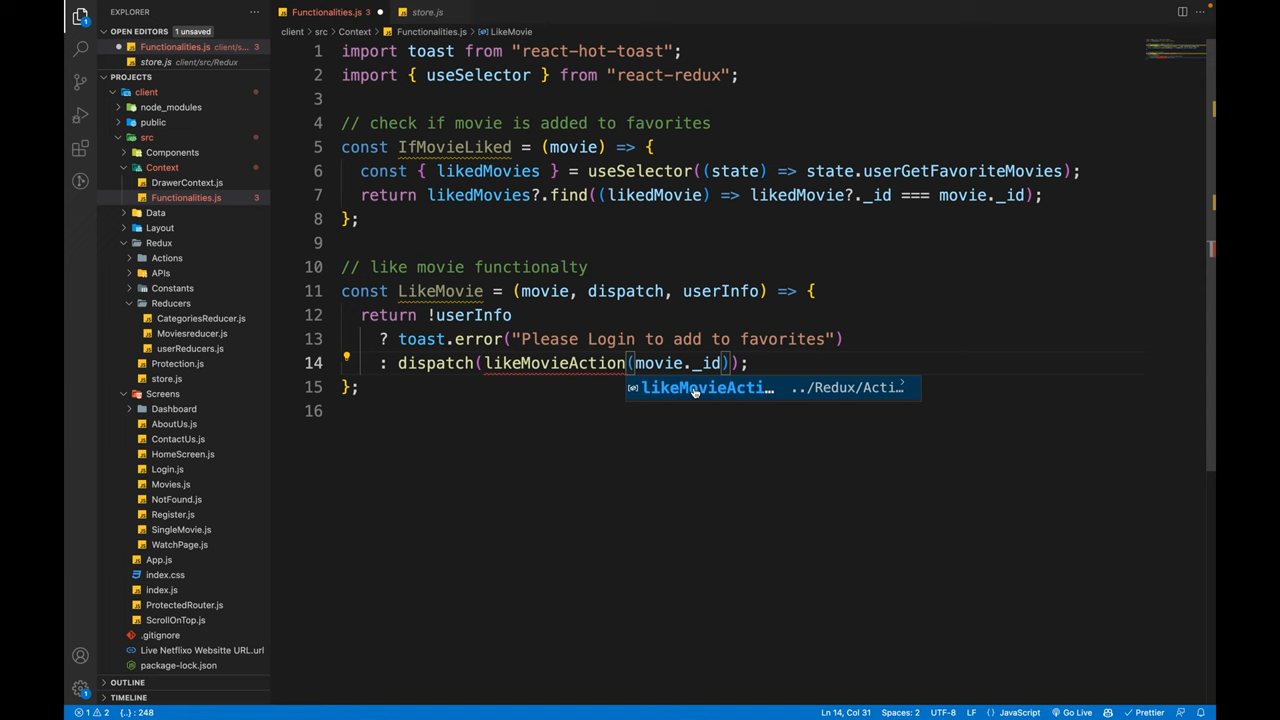 EXPLORER
OPEN EDITORS 1 unsaved
Functionalities.js client/s... 3
store.js client/src/Redux
PROJECTS
client
node_modules
public
src
Components
Context
DrawerContext.js
Functionalities.js 3
Data
Layout
Redux
Actions
APIs
Constants
Reducers
CategoriesReducer.js
Moviesreducer.js
userReducers.js
Protection.js
store.js
Screens
Dashboard
AboutUs.js
ContactUs.js
HomeScreen.js
Login.js
Movies.js
NotFound.js
Register.js
SingleMovie.js
WatchPage.js
App.js
index.css
index.js
ProtectedRouter.js
ScrollOnTop.js
.gitignore
Live Netflixo Websitte URL.url
package-lock.json
OUTLINE
TIMELINE
Functionalities.js 3 store.js
client > src > Context > Functionalities.js > LikeMovie
1 import toast from "react-hot-toast";
2 import { useSelector } from "react-redux";
3
4 // check if movie is added to favorites
5 const IfMovieLiked = (movie) => {
6 const { likedMovies } = useSelector((state) => state.userGetFavoriteMovies);
7 return likedMovies?.find((likedMovie) => likedMovie?._id === movie._id);
8 };
9
10 // like movie functionalty
11 const LikeMovie = (movie, dispatch, userInfo) => {
12 return !userInfo
13 ? toast.error("Please Login to add to favorites")
14 : dispatch(likeMovieAction(movie._id));
likeMovieActi... ../Redux/Acti...
15 };
16
1 2 {..} : 248 Ln 14, Col 31 Spaces: 2 UTF-8 LF {} JavaScript Go Live Prettier